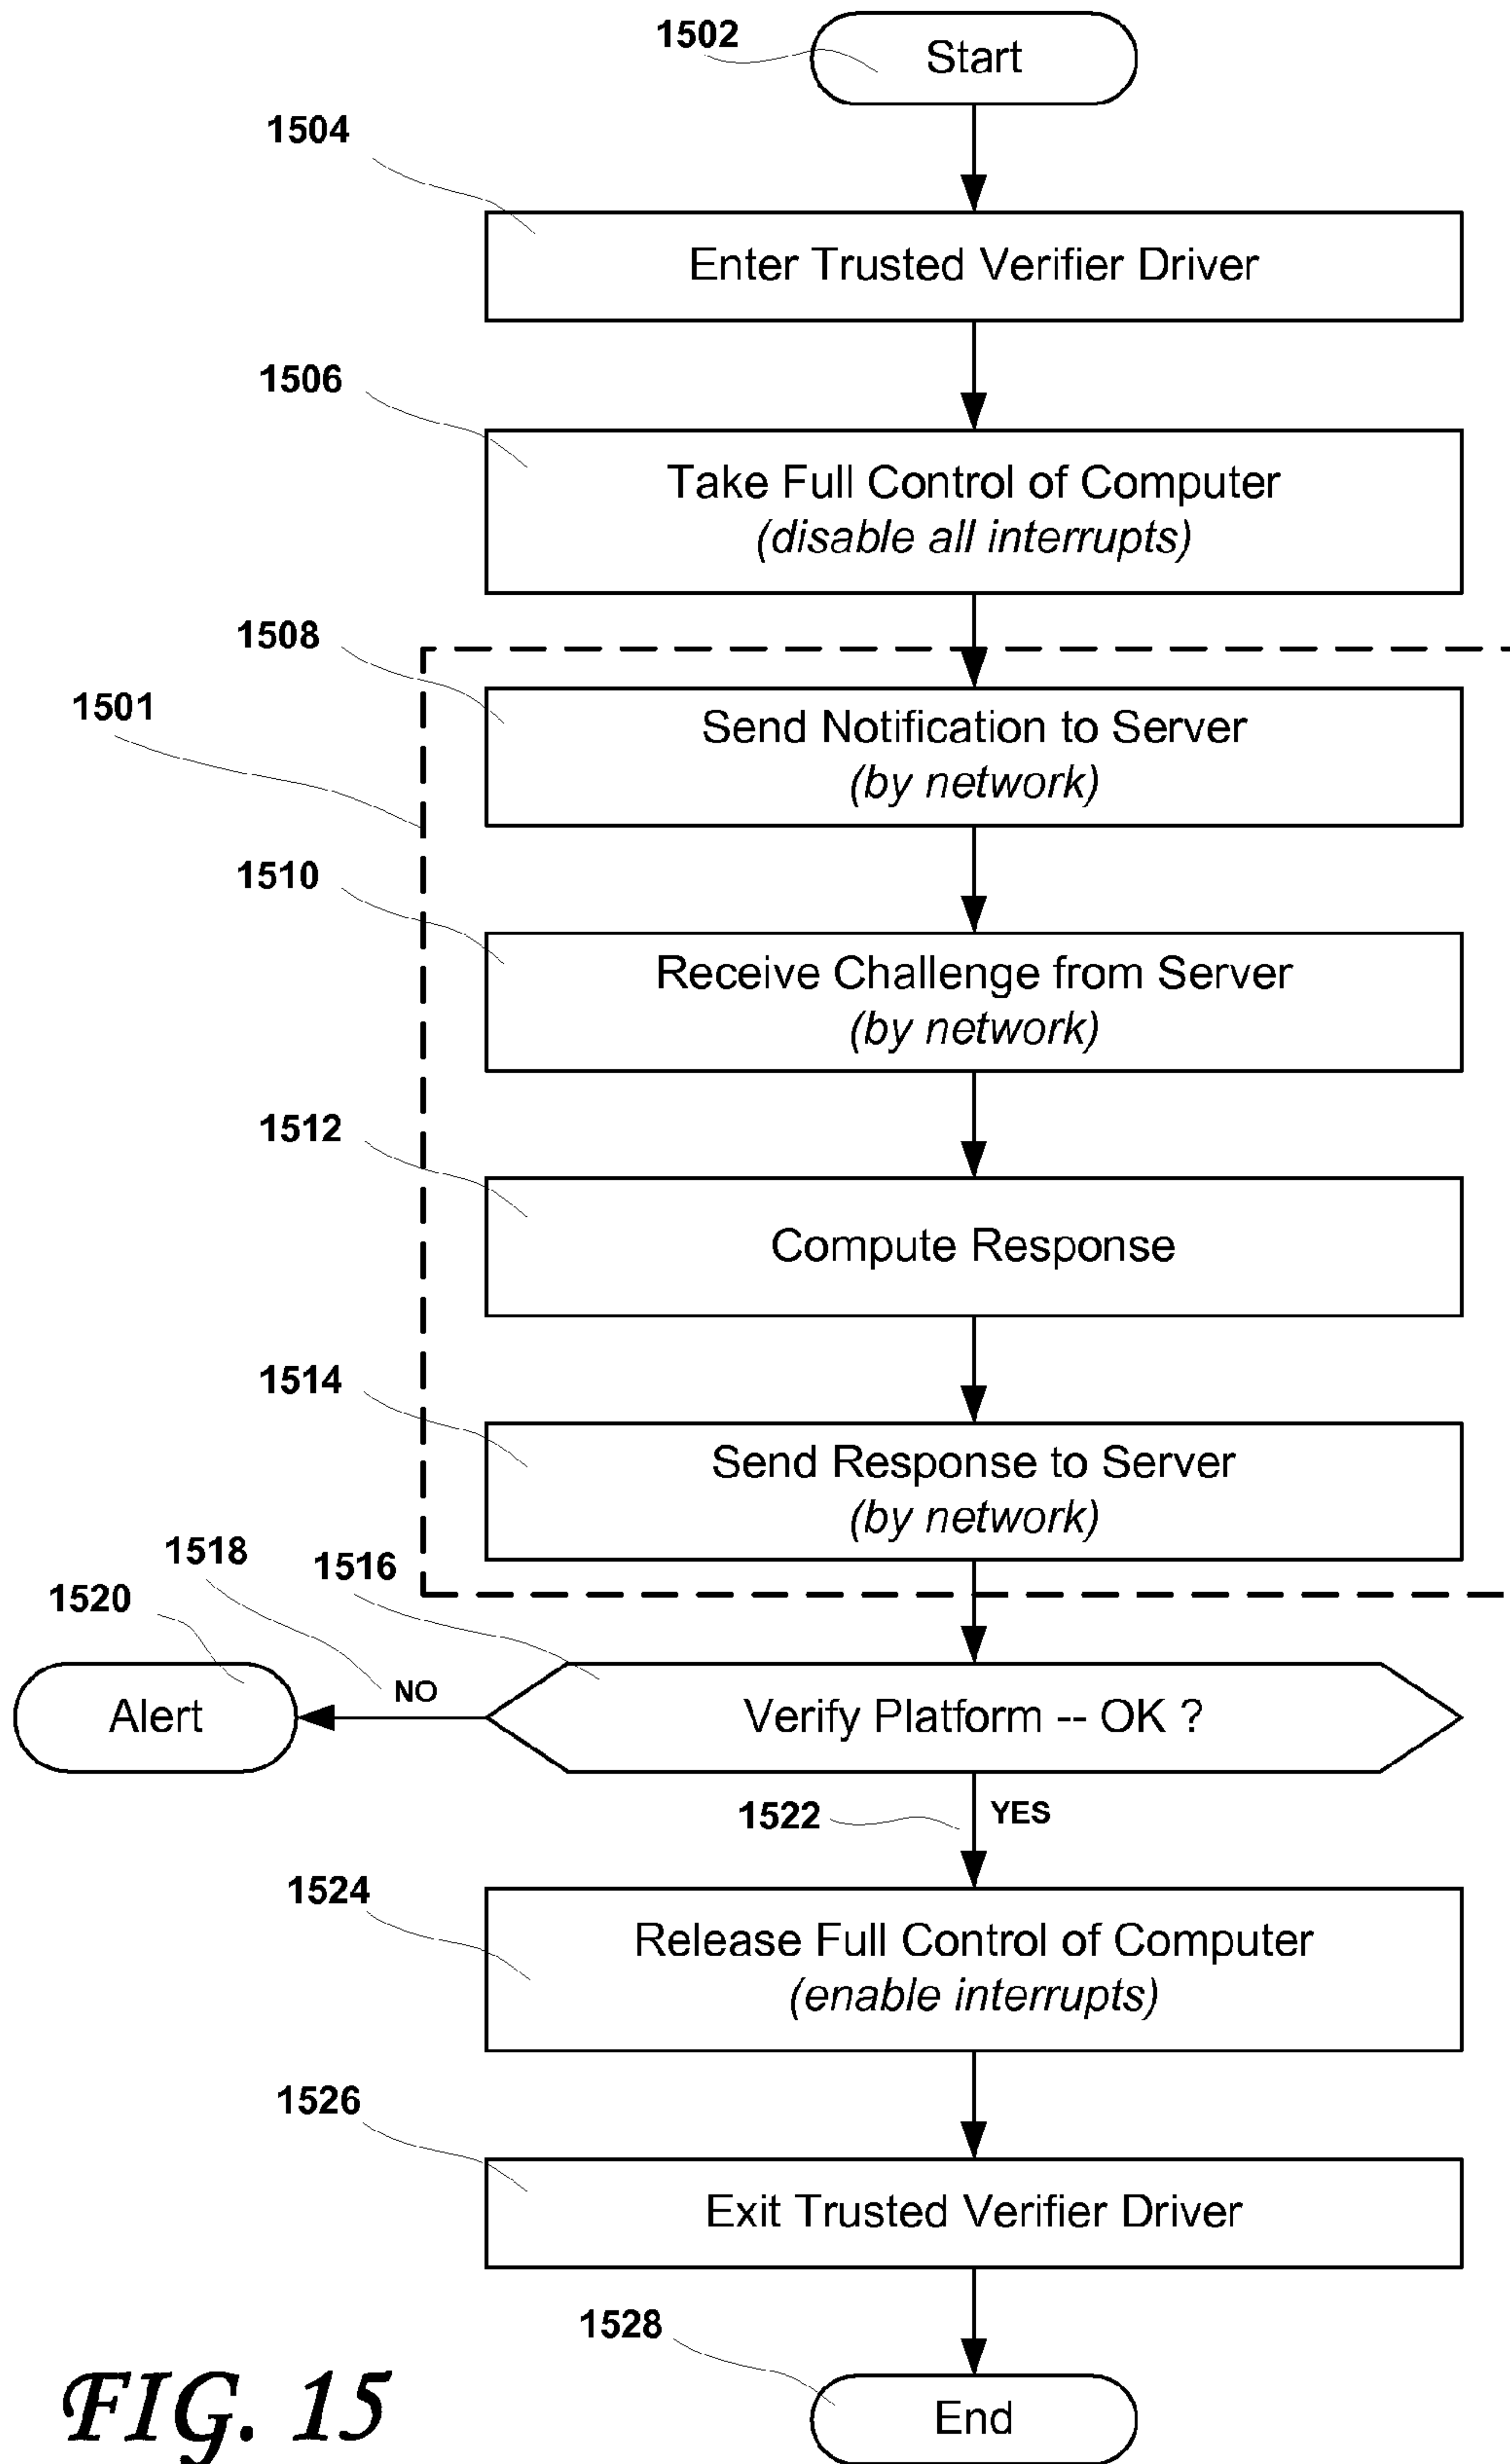 1502
Start
1504
Enter Trusted Verifier Driver
1506
Take Full Control of Computer
(disable all interrupts)
1508
1501
Send Notification to Server
(by network)
1510
Receive Challenge from Server
(by network)
1512
Compute Response
1514
Send Response to Server
(by network)
1518
1516
1520
Alert
NO
Verify Platform -- OK ?
1522
YES
1524
Release Full Control of Computer
(enable interrupts)
1526
Exit Trusted Verifier Driver
1528
End
FIG. 15